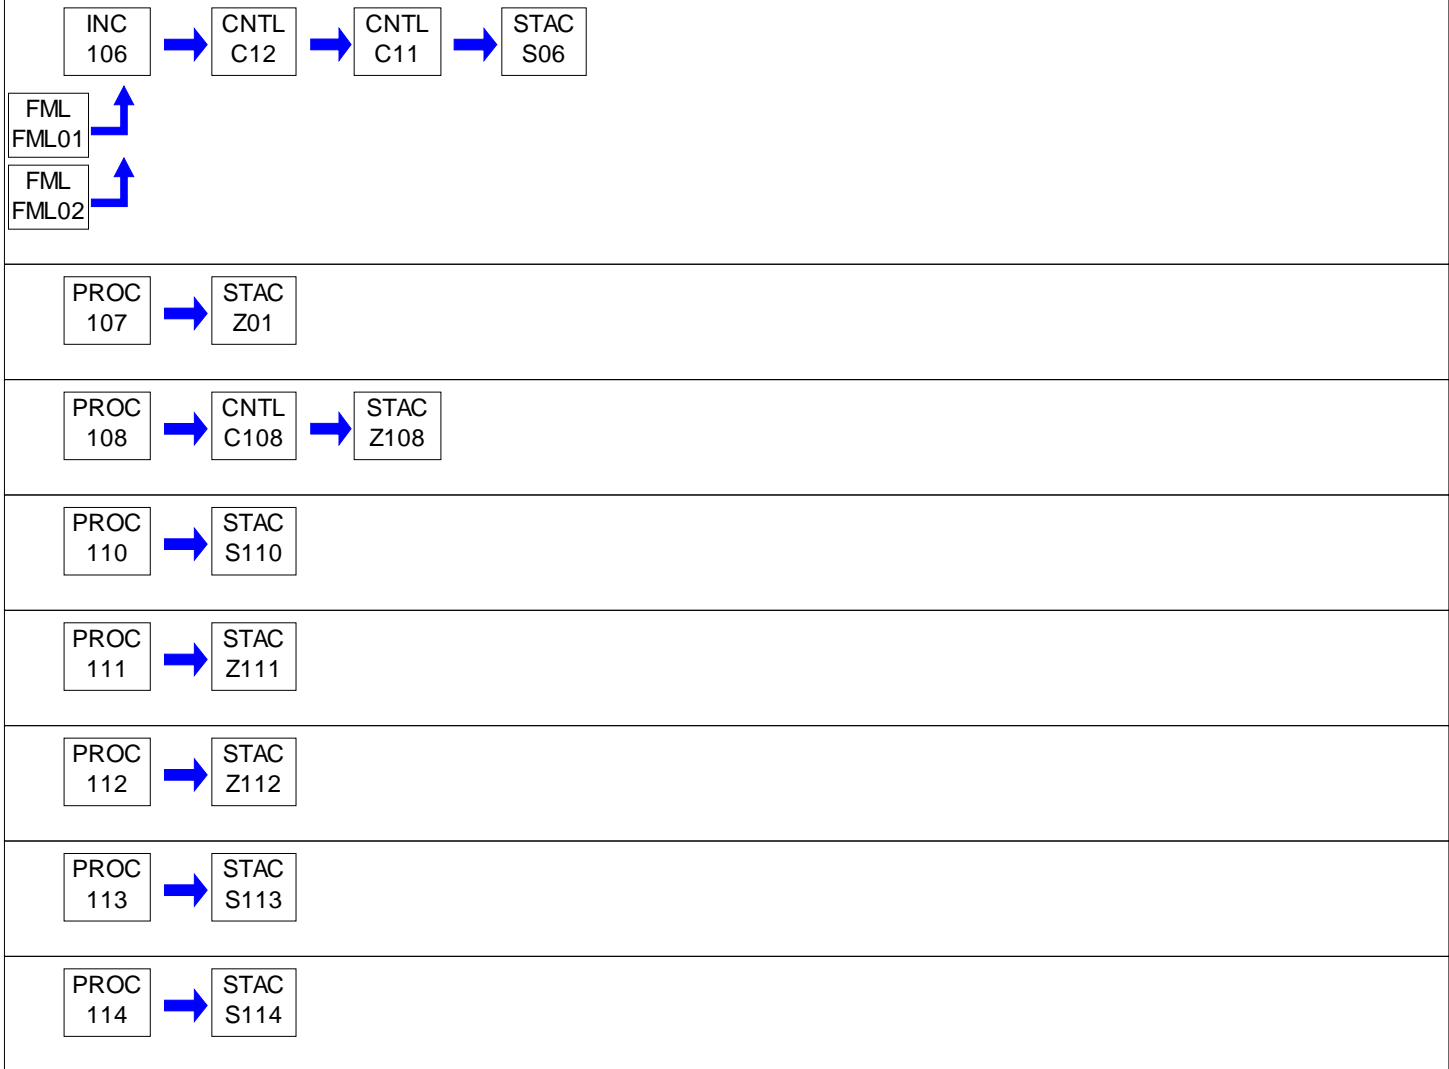 INC
106
CNTL
C12
CNTL
C11
STAC
S06
FML
FML01
FML
FML02
PROC
107
STAC
Z01
PROC
108
CNTL
C108
STAC
Z108
PROC
110
STAC
S110
PROC
111
STAC
Z111
PROC
112
STAC
Z112
PROC
113
STAC
S113
PROC
114
STAC
S114